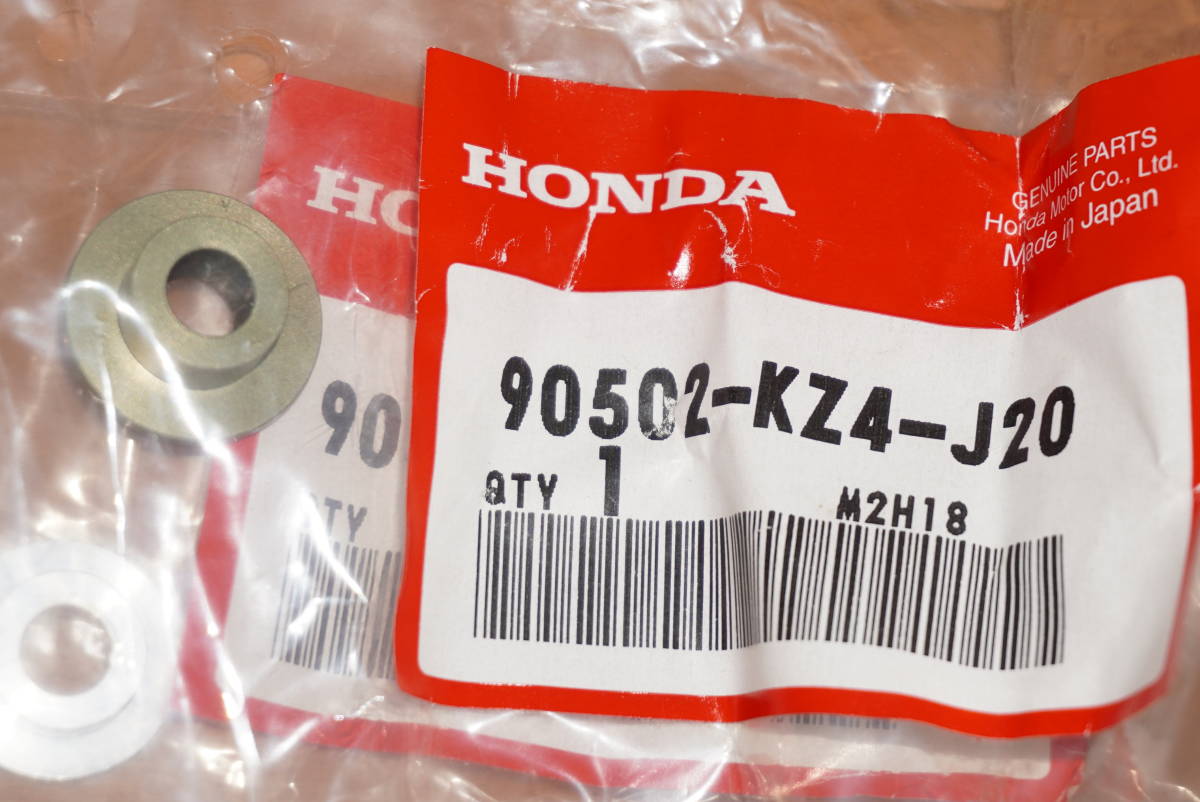 HONDA
GENUINE PARTS
Honda Motor Co., Ltd.
Made in Japan
90502-KZ4-J20
QTY 1 M2H18
HO
90
TY